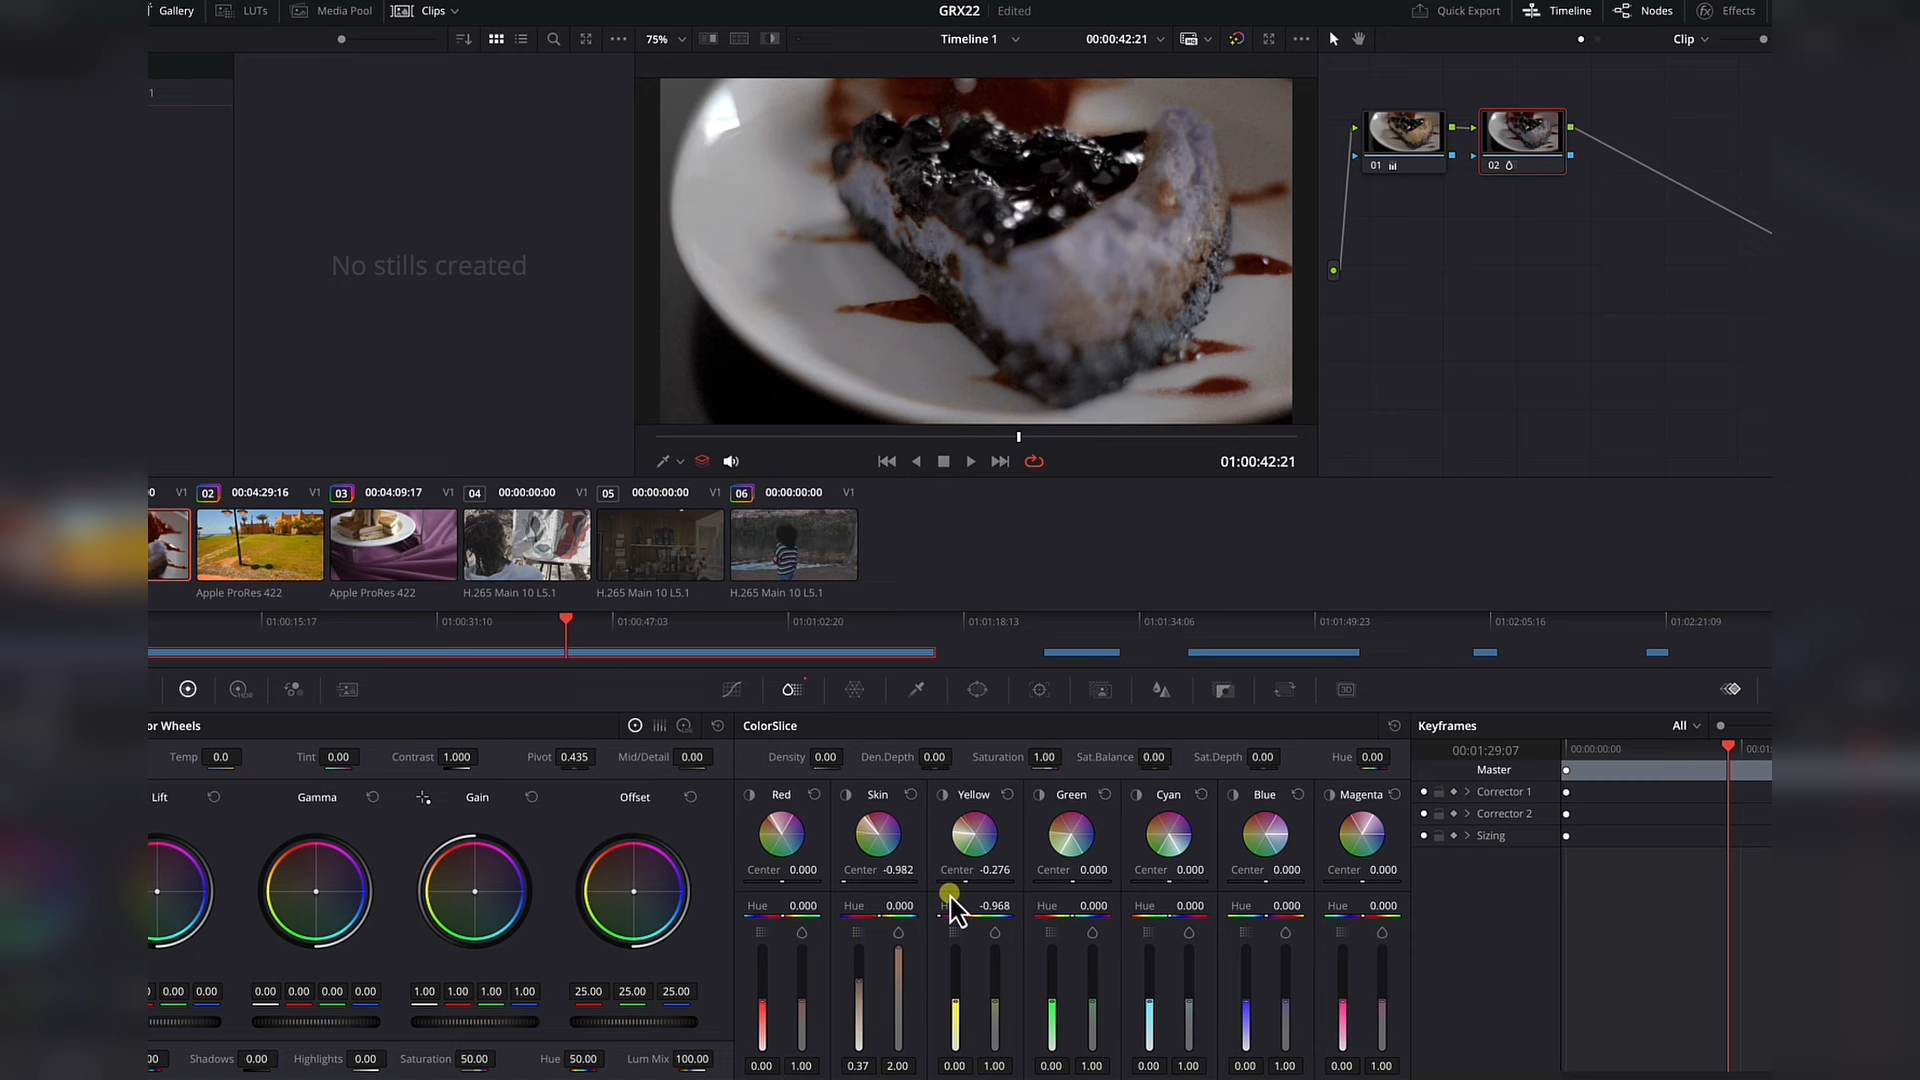 Gallery LUTs Media Pool Clips GRX22 Edited Quick Export Timeline Nodes Effects
75% Timeline 1 00:00:42:21 Clip
1
No stills created
01
02
01:00:42:21
V1 02 00:04:29:16 V1 03 00:04:09:17 V1 04 00:00:00:00 V1 05 00:00:00:00 V1 06 00:00:00:00 V1
Apple ProRes 422 Apple ProRes 422 H.265 Main 10 L5.1 H.265 Main 10 L5.1 H.265 Main 10 L5.1
01:00:15:17 01:00:31:10 01:00:47:03 01:01:02:20 01:01:18:13 01:01:34:06 01:01:49:23 01:02:05:16 01:02:21:09
HDR 3D
or Wheels ColorSlice Keyframes All
Temp 0.0 Tint 0.00 Contrast 1.000 Pivot 0.435 Mid/Detail 0.00 Density 0.00 Den.Depth 0.00 Saturation 1.00 Sat.Balance 0.00 Sat.Depth 0.00 Hue 0.00
00:01:29:07 00:00:00:00 00:01:
Master
Lift Gamma Gain Offset Red Skin Yellow Green Cyan Blue Magenta
Corrector 1
Corrector 2
Sizing
Center 0.000 Center -0.982 Center -0.276 Center 0.000 Center 0.000 Center 0.000 Center 0.000
Hue 0.000 Hue 0.000 H -0.968 Hue 0.000 Hue 0.000 Hue 0.000 Hue 0.000
0.00 0.00 0.00 0.00 0.00 0.00 1.00 1.00 1.00 1.00 25.00 25.00 25.00
00 Shadows 0.00 Highlights 0.00 Saturation 50.00 Hue 50.00 Lum Mix 100.00 0.00 1.00 0.37 2.00 0.00 1.00 0.00 1.00 0.00 1.00 0.00 1.00 0.00 1.00